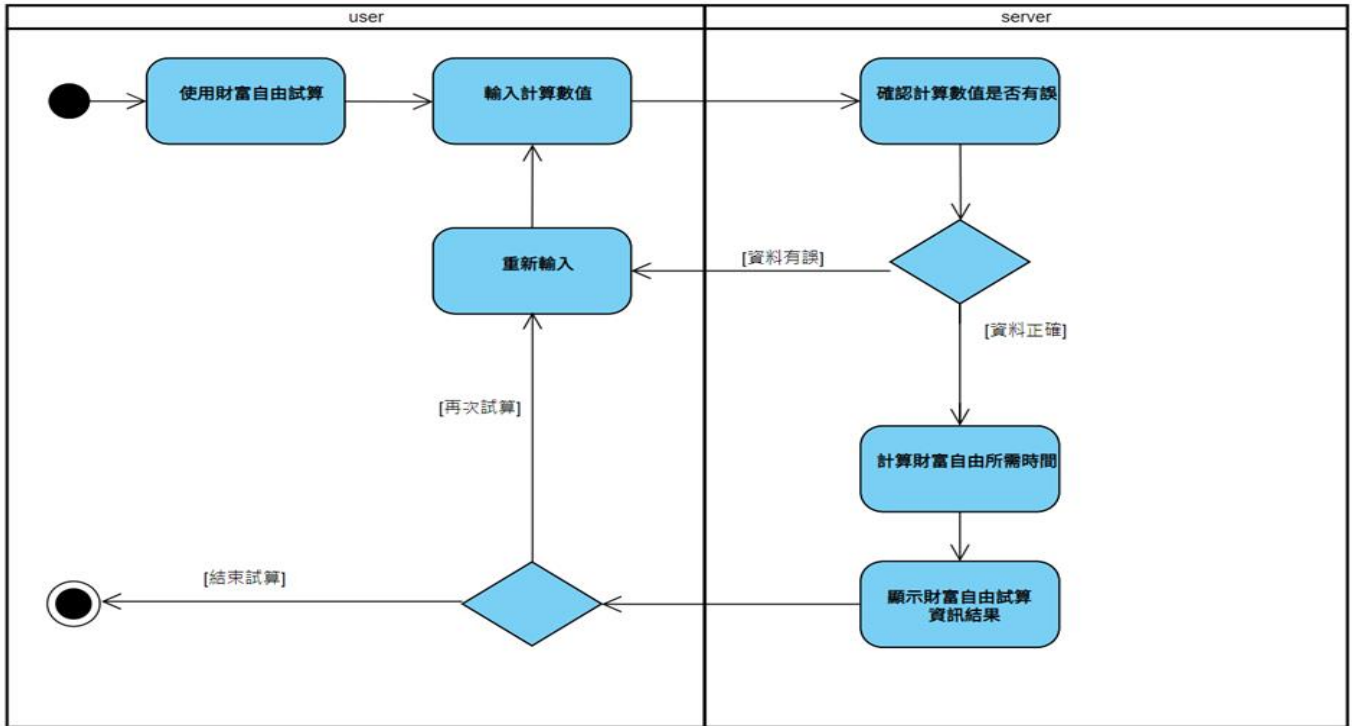 user
server
使用財富自由試算
輸入計算數值
確認計算數值是否有誤
重新輸入
[資料有誤]
[資料正確]
[再次試算]
計算財富自由所需時間
[結束試算]
顯示財富自由試算
資訊結果